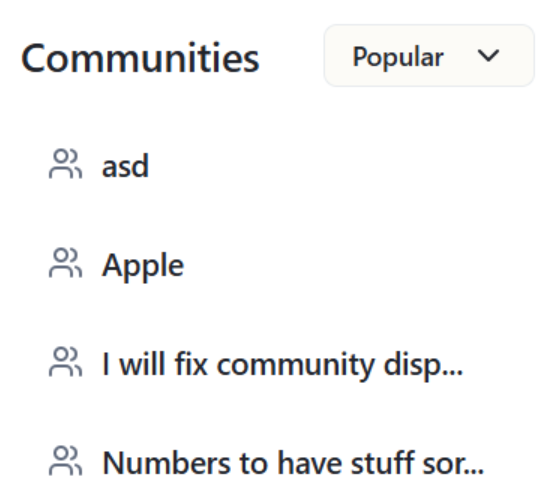 Communities
Popular
asd
Apple
I will fix community disp...
Numbers to have stuff sor...